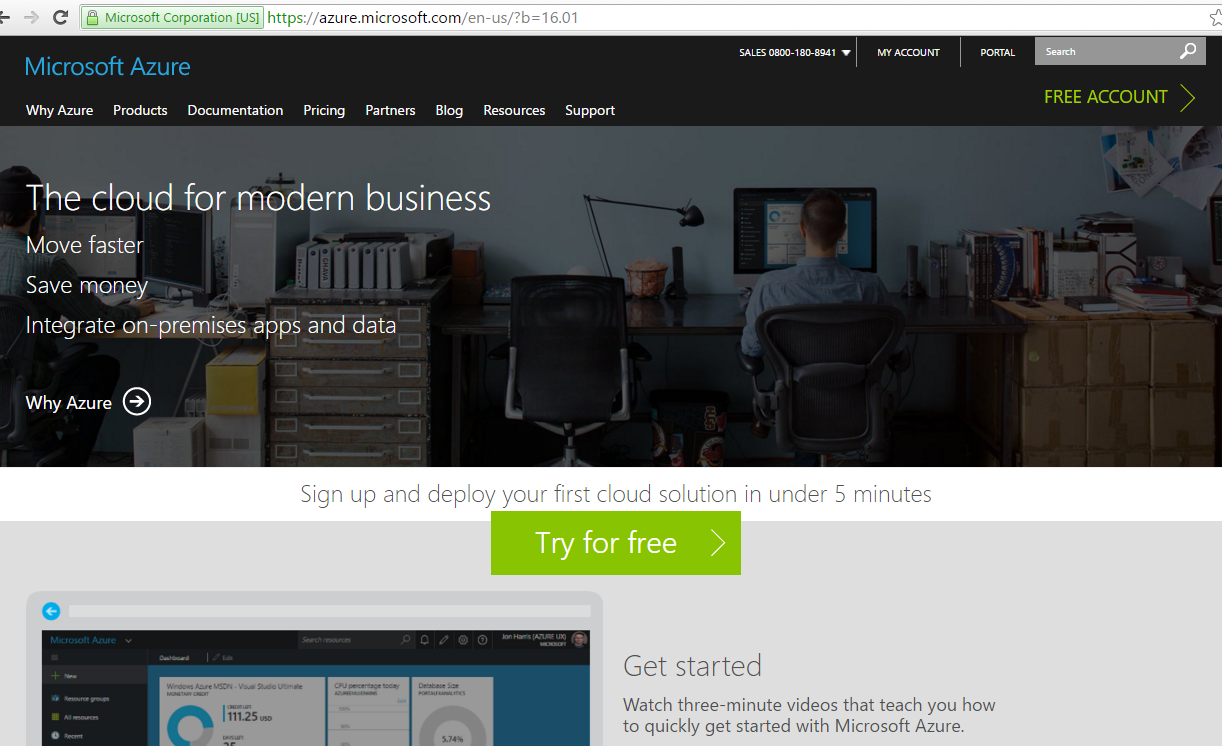 Microsoft Corporation [US] https://azure.microsoft.com/en-us/?b=16.01
SALES 0800-180-8941
MY ACCOUNT
PORTAL
Search
Microsoft Azure
FREE ACCOUNT
Why Azure Products Documentation Pricing Partners Blog Resources Support
The cloud for modern business
Move faster
Save money
Integrate on-premises apps and data
Why Azure
Sign up and deploy your first cloud solution in under 5 minutes
Try for free
Microsoft Azure
Search resources
Jon Harris (AZURE UX)
MICROSOFT
Dashboard
Edit
New
Resource groups
All resources
Recent
Windows Azure MSDN - Visual Studio Ultimate
MONETARY CREDIT
CREDIT LEFT
111.25 USD
DAYS LEFT
CPU percentage today
Database Size
5.74%
Get started
Watch three-minute videos that teach you how
to quickly get started with Microsoft Azure.